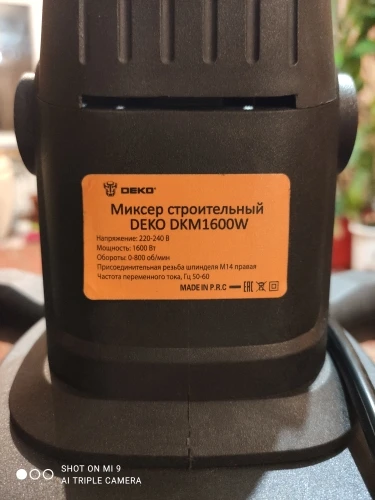 DEKO
Миксер строительный
DEKO DKM1600W
Напряжение: 220-240 В
Мощность: 1600 Вт
Обороты: 0-800 об/мин
Присоединительная резьба шпинделя М14 правая
Частота переменного тока, Гц 50-60
MADE IN P.R.C EAC
SHOT ON MI 9
AI TRIPLE CAMERA